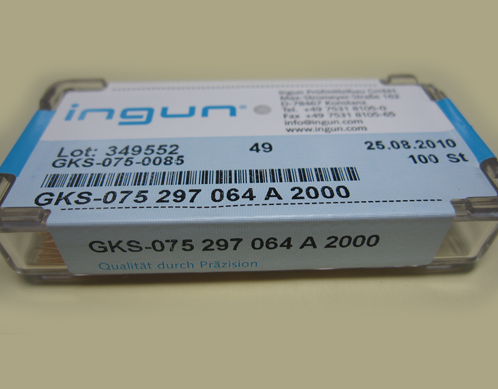 ingun®
Ingun Prüfmittelbau GmbH
Max-Stromeyer-Straße 162
D-78467 Konstanz
Tel. +49 7531 8105-0
Fax +49 7531 8105-65
info@ingun.com
www.ingun.com
Lot: 349552 49 25.08.2010
GKS-075-0085 100 St
GKS-075 297 064 A 2000
GKS-075 297 064 A 2000
Qualität durch Präzision